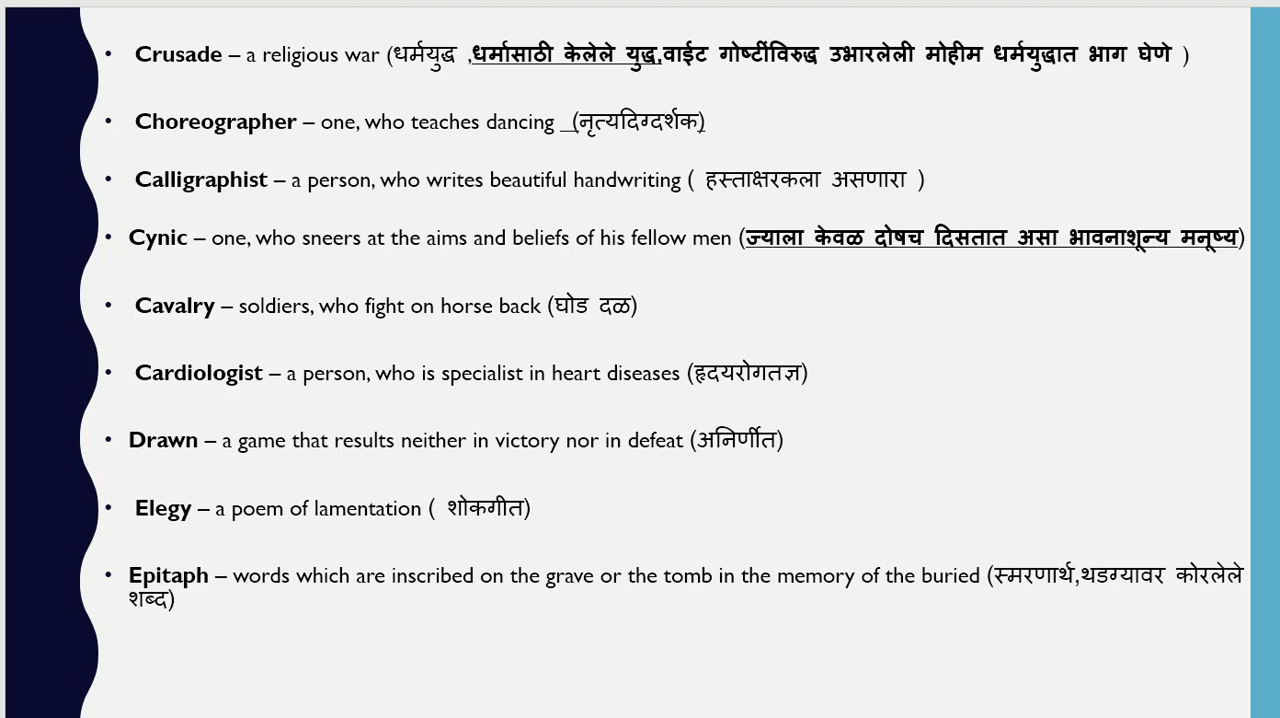 • Crusade – a religious war (धर्मयुद्ध ,धर्मासाठी केलेले युद्ध,वाईट गोष्टींविरुद्ध उभारलेली मोहीम धर्मयुद्धात भाग घेणे )
• Choreographer – one, who teaches dancing (नृत्यदिग्दर्शक)
• Calligraphist – a person, who writes beautiful handwriting ( हस्ताक्षरकला असणारा )
• Cynic – one, who sneers at the aims and beliefs of his fellow men (ज्याला केवळ दोषच दिसतात असा भावनाशून्य मनूष्य)
• Cavalry – soldiers, who fight on horse back (घोड दळ)
• Cardiologist – a person, who is specialist in heart diseases (हृदयरोगतज्ञ)
• Drawn – a game that results neither in victory nor in defeat (अनिर्णीत)
• Elegy – a poem of lamentation ( शोकगीत)
• Epitaph – words which are inscribed on the grave or the tomb in the memory of the buried (स्मरणार्थ,थडग्यावर कोरलेले
शब्द)